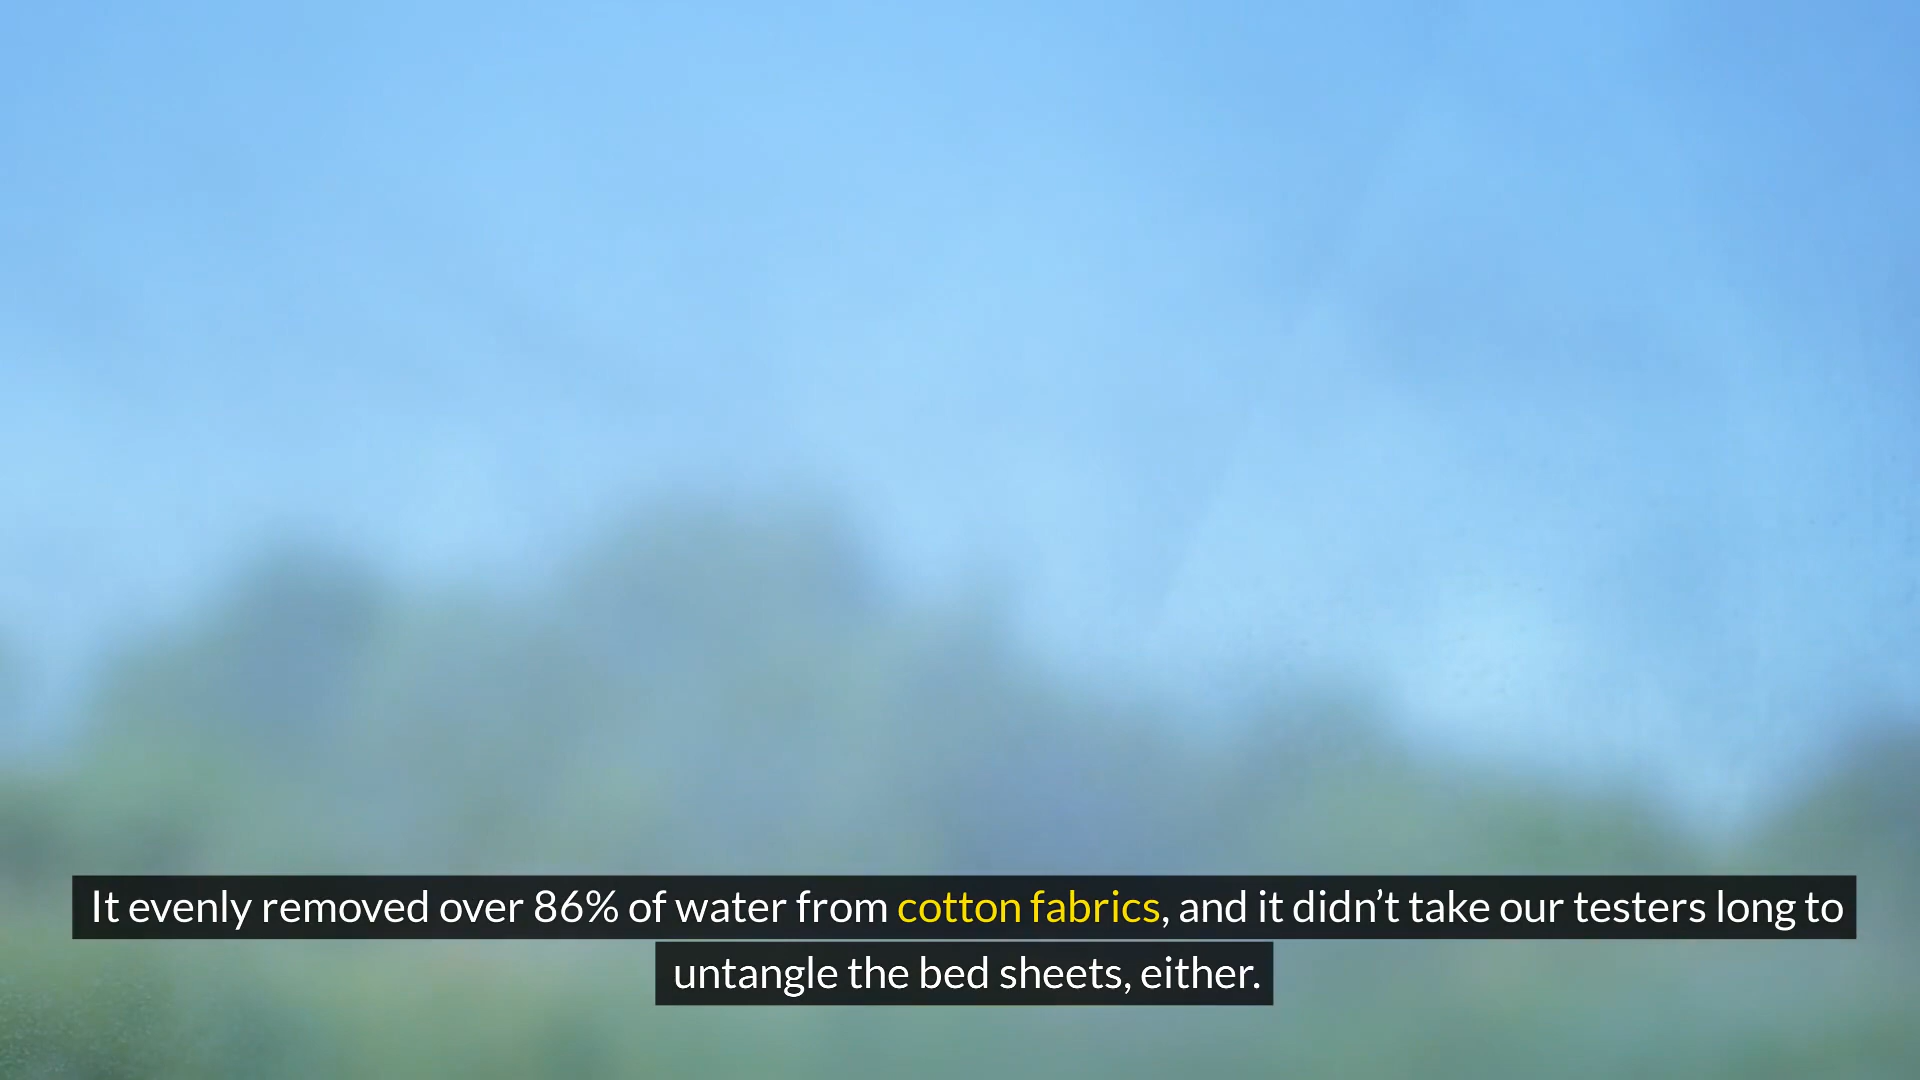 It evenly removed over 86% of water from cotton fabrics, and it didn’t take our testers long to
untangle the bed sheets, either.